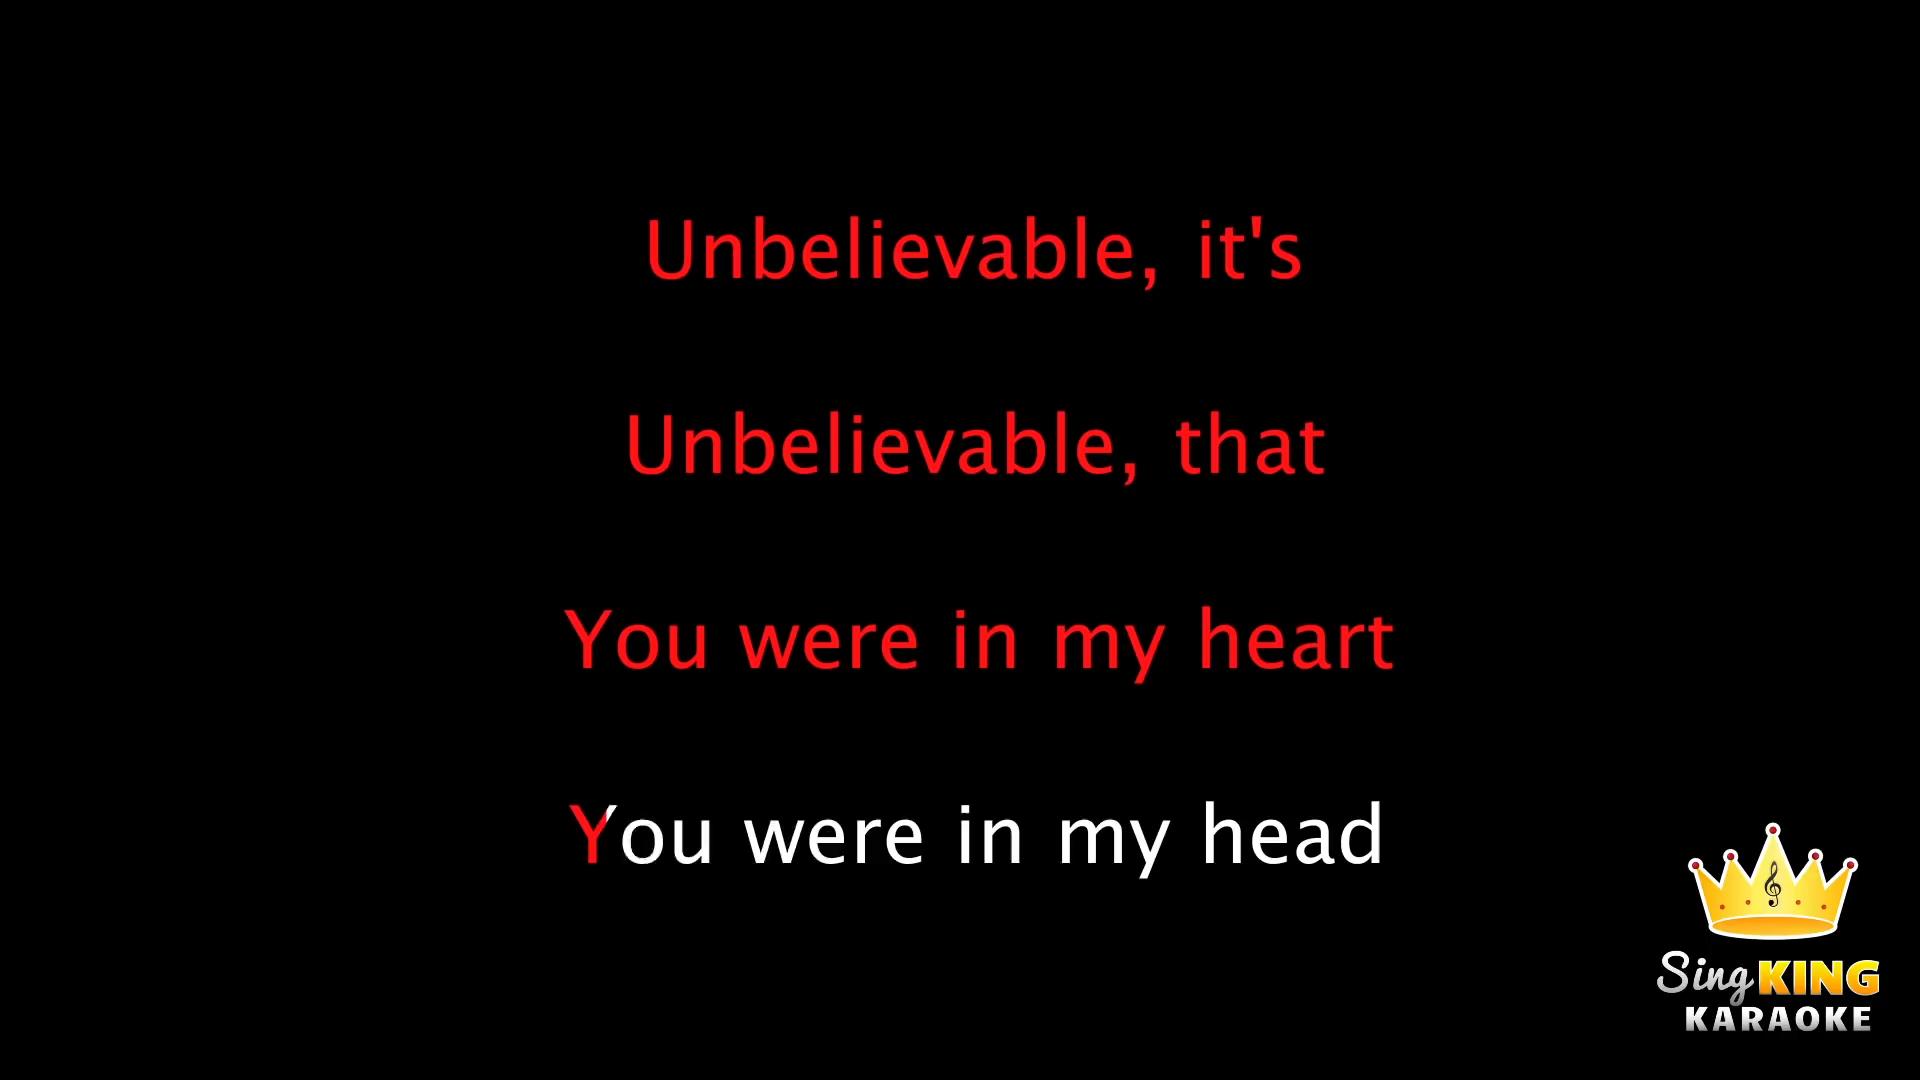 Unbelievable, it's
Unbelievable, that
You were in my heart
You were in my head
Sing KING
KARAOKE